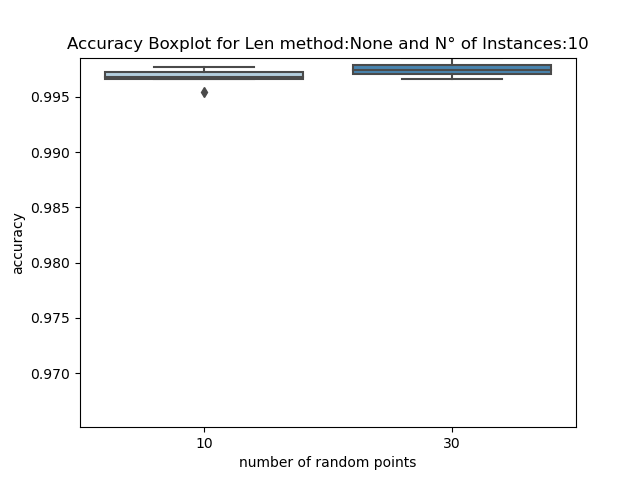 Accuracy Boxplot for Len method:None and N° of Instances:10
0.995
0.990
0.985
0.980
0.975
0.970
accuracy
10
30
number of random points